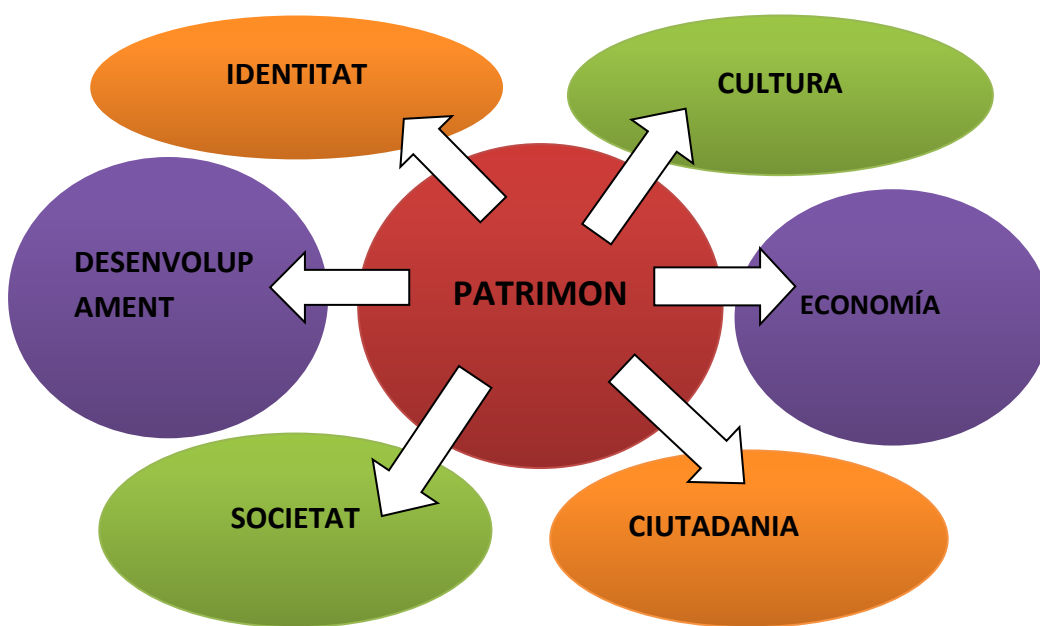 IDENTITAT
CULTURA
DESENVOLUP
AMENT
PATRIMON
ECONOMÍA
SOCIETAT
CIUTADANIA